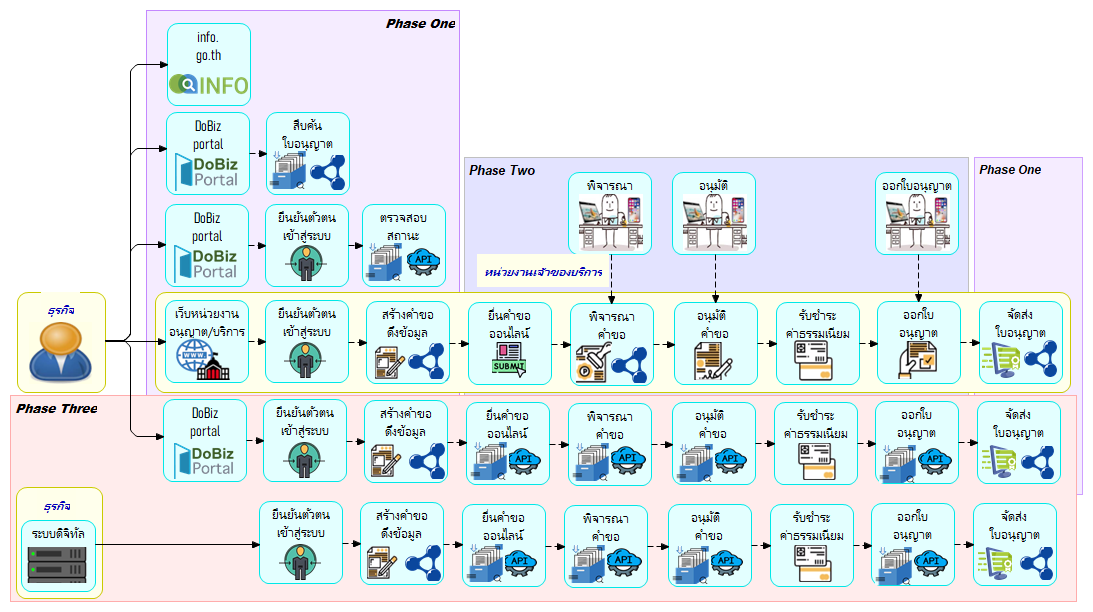 Phase One
info.
go.th
INFO
DoBiz
portal
DoBiz
Portal
สืบค้น
ใบอนุญาต
DoBiz
portal
DoBiz
Portal
ยืนยันตัวตน
เข้าสู่ระบบ
ตรวจสอบ
สถานะ
API
Phase Two
พิจารณา
อนุมัติ
ออกใบอนุญาต
Phase One
หน่วยงานเจ้าของบริการ
ธุรกิจ
เว็บหน่วยงาน
อนุญาต/บริการ
WWW
ยืนยันตัวตน
เข้าสู่ระบบ
สร้างคำขอ
ดึงข้อมูล
ยื่นคำขอ
ออนไลน์
SUBMIT
พิจารณา
คำขอ
อนุมัติ
คำขอ
รับชำระ
ค่าธรรมเนียม
ออกใบ
อนุญาต
จัดส่ง
ใบอนุญาต
Phase Three
DoBiz
portal
DoBiz
Portal
ยืนยันตัวตน
เข้าสู่ระบบ
สร้างคำขอ
ดึงข้อมูล
ยื่นคำขอ
ออนไลน์
API
พิจารณา
คำขอ
API
อนุมัติ
คำขอ
API
รับชำระ
ค่าธรรมเนียม
ออกใบ
อนุญาต
API
จัดส่ง
ใบอนุญาต
ธุรกิจ
ระบบดิจิทัล
ยืนยันตัวตน
เข้าสู่ระบบ
สร้างคำขอ
ดึงข้อมูล
ยื่นคำขอ
ออนไลน์
API
พิจารณา
คำขอ
API
อนุมัติ
คำขอ
API
รับชำระ
ค่าธรรมเนียม
ออกใบ
อนุญาต
API
จัดส่ง
ใบอนุญาต